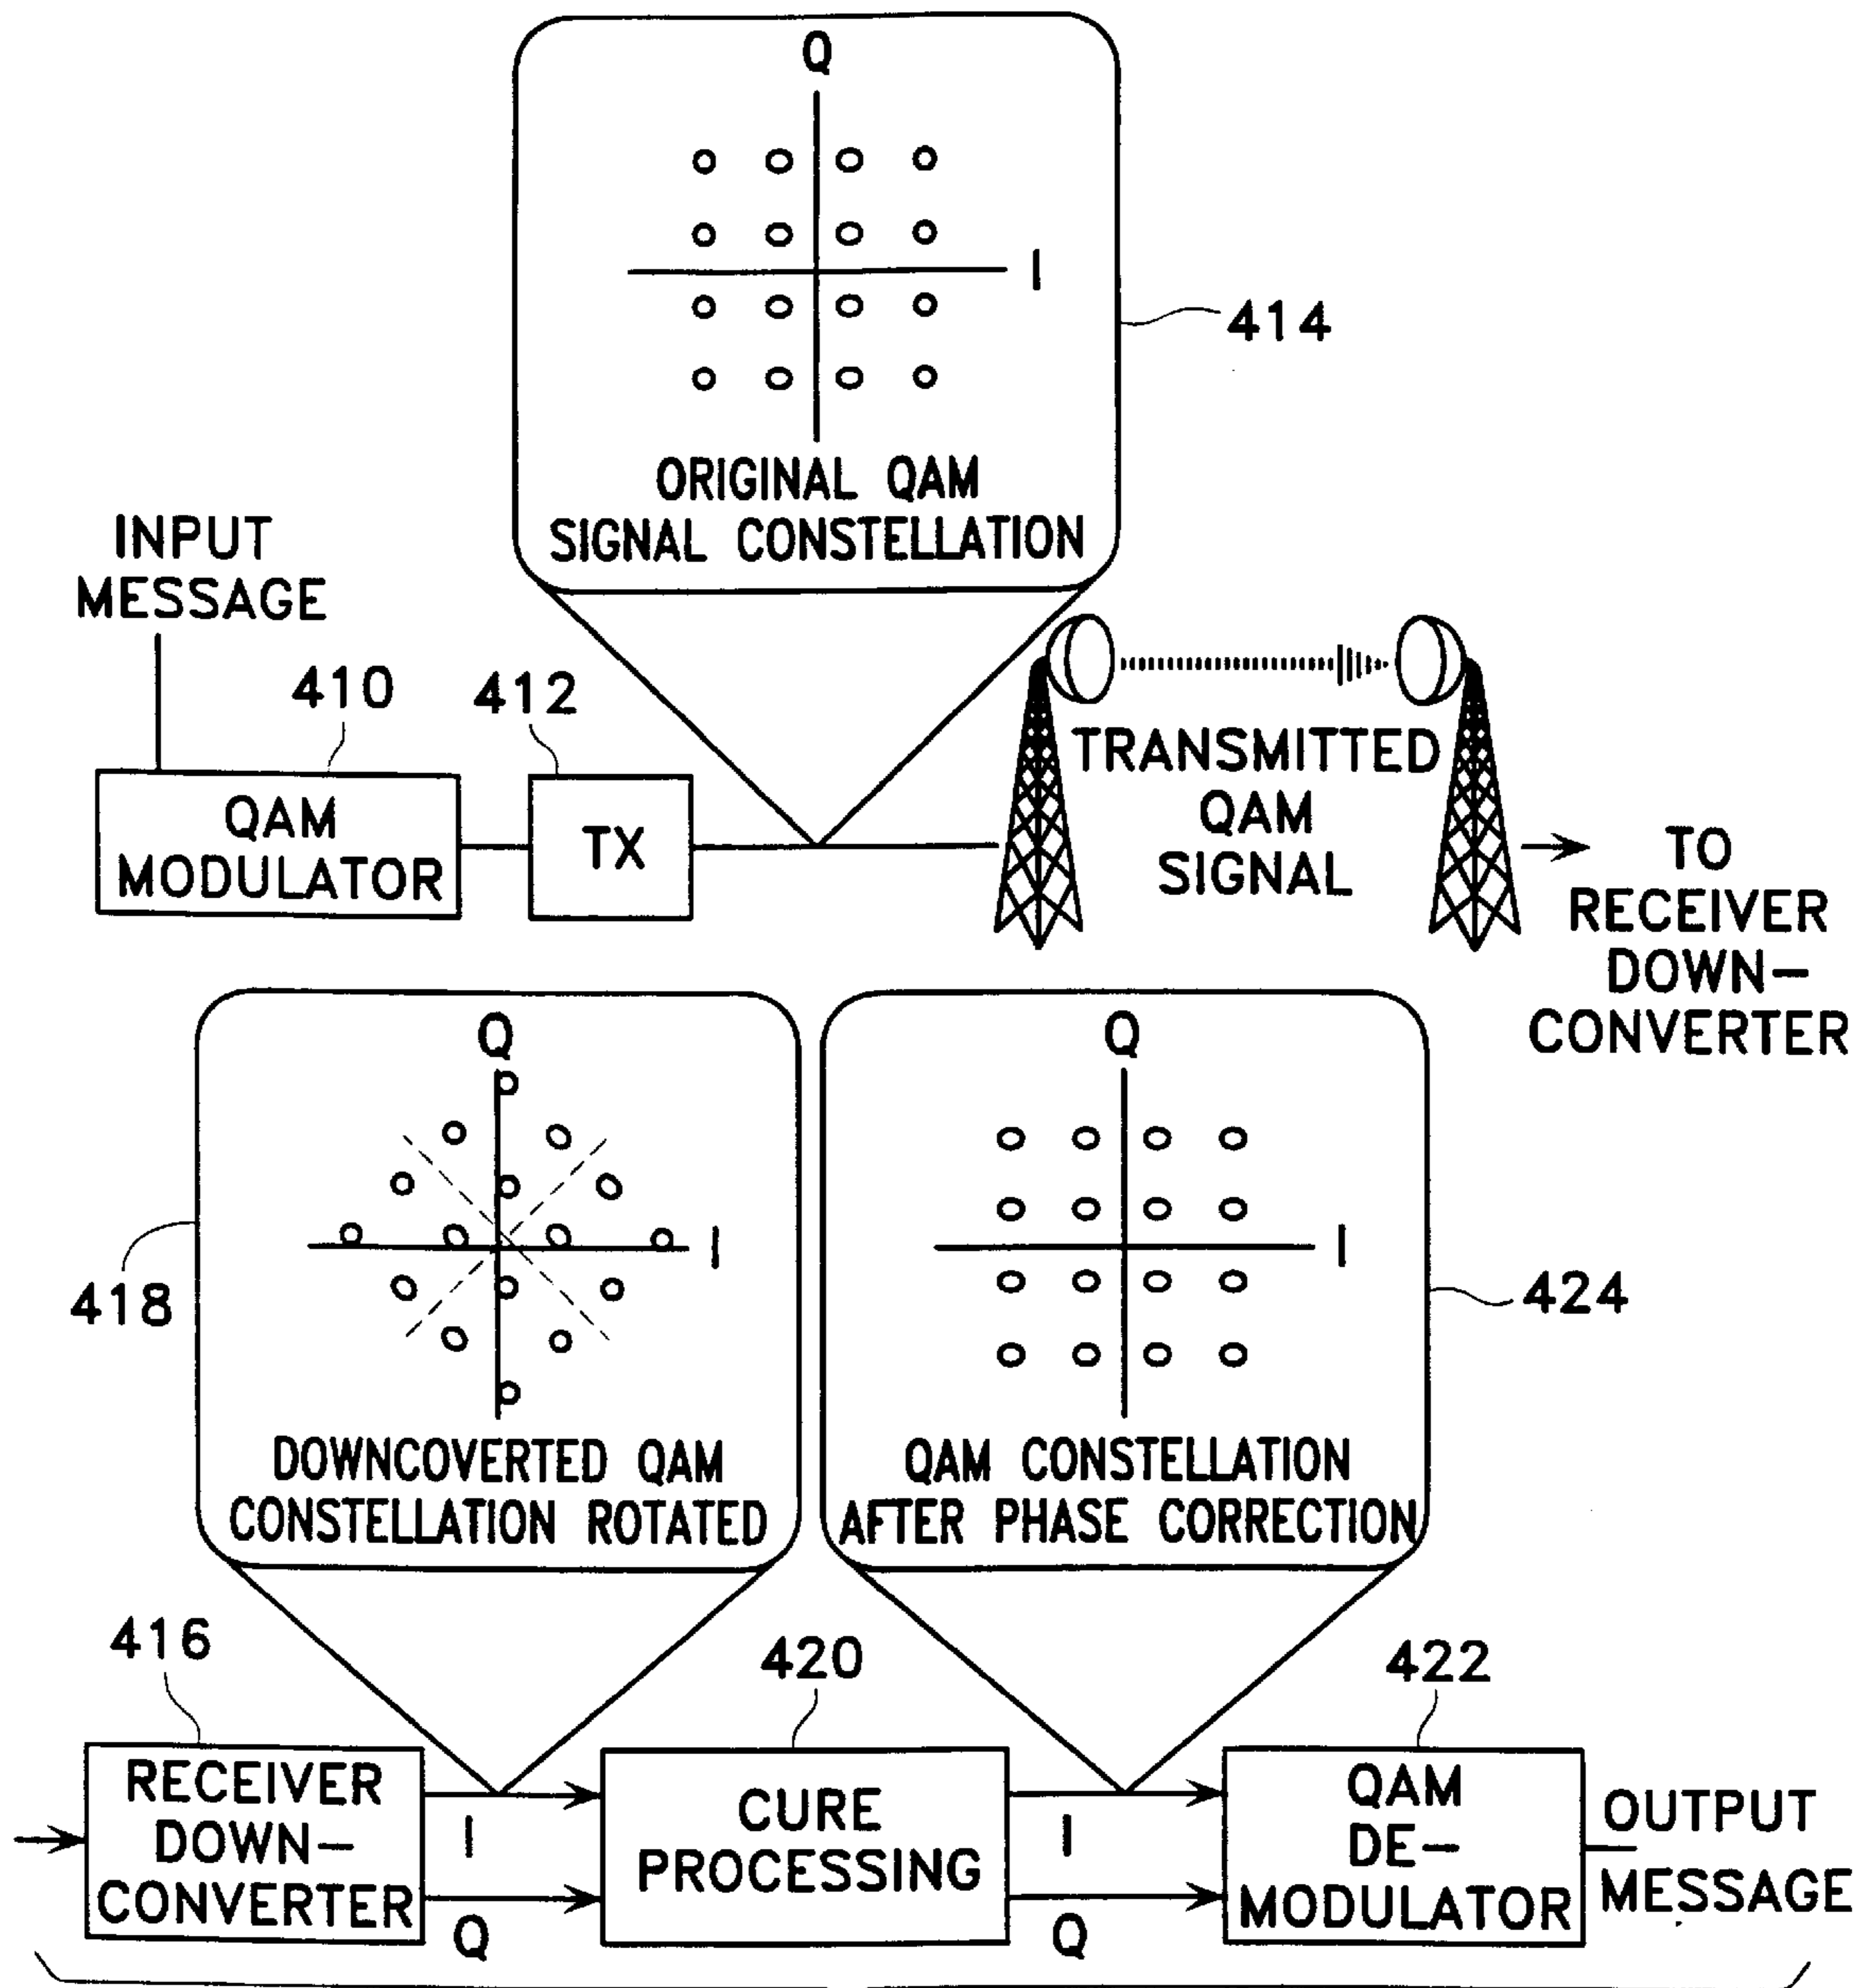 Q
I
414
ORIGINAL QAM
SIGNAL CONSTELLATION
INPUT
MESSAGE
410
412
QAM
MODULATOR
TX
TRANSMITTED
QAM
SIGNAL
TO
RECEIVER
DOWN-
CONVERTER
Q
I
418
DOWNCOVERTED QAM
CONSTELLATION ROTATED
Q
I
424
QAM CONSTELLATION
AFTER PHASE CORRECTION
416
420
422
RECEIVER
DOWN-
CONVERTER
I
Q
CURE
PROCESSING
I
Q
QAM
DE-
MODULATOR
OUTPUT
MESSAGE